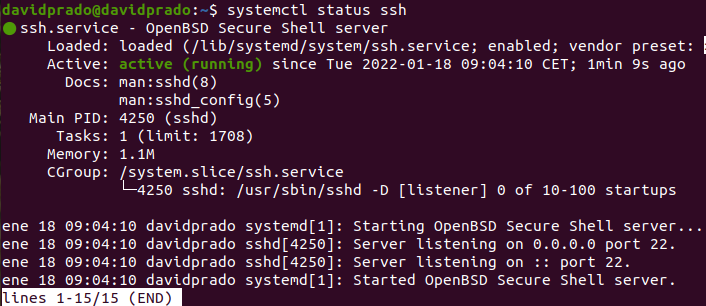 davidprado@davidprado:~$ systemctl status ssh
● ssh.service - OpenBSD Secure Shell server
     Loaded: loaded (/lib/systemd/system/ssh.service; enabled; vendor preset:
     Active: active (running) since Tue 2022-01-18 09:04:10 CET; 1min 9s ago
       Docs: man:sshd(8)
             man:sshd_config(5)
   Main PID: 4250 (sshd)
      Tasks: 1 (limit: 1708)
     Memory: 1.1M
     CGroup: /system.slice/ssh.service
             └─4250 sshd: /usr/sbin/sshd -D [listener] 0 of 10-100 startups

ene 18 09:04:10 davidprado systemd[1]: Starting OpenBSD Secure Shell server...
ene 18 09:04:10 davidprado sshd[4250]: Server listening on 0.0.0.0 port 22.
ene 18 09:04:10 davidprado sshd[4250]: Server listening on :: port 22.
ene 18 09:04:10 davidprado systemd[1]: Started OpenBSD Secure Shell server.
lines 1-15/15 (END)